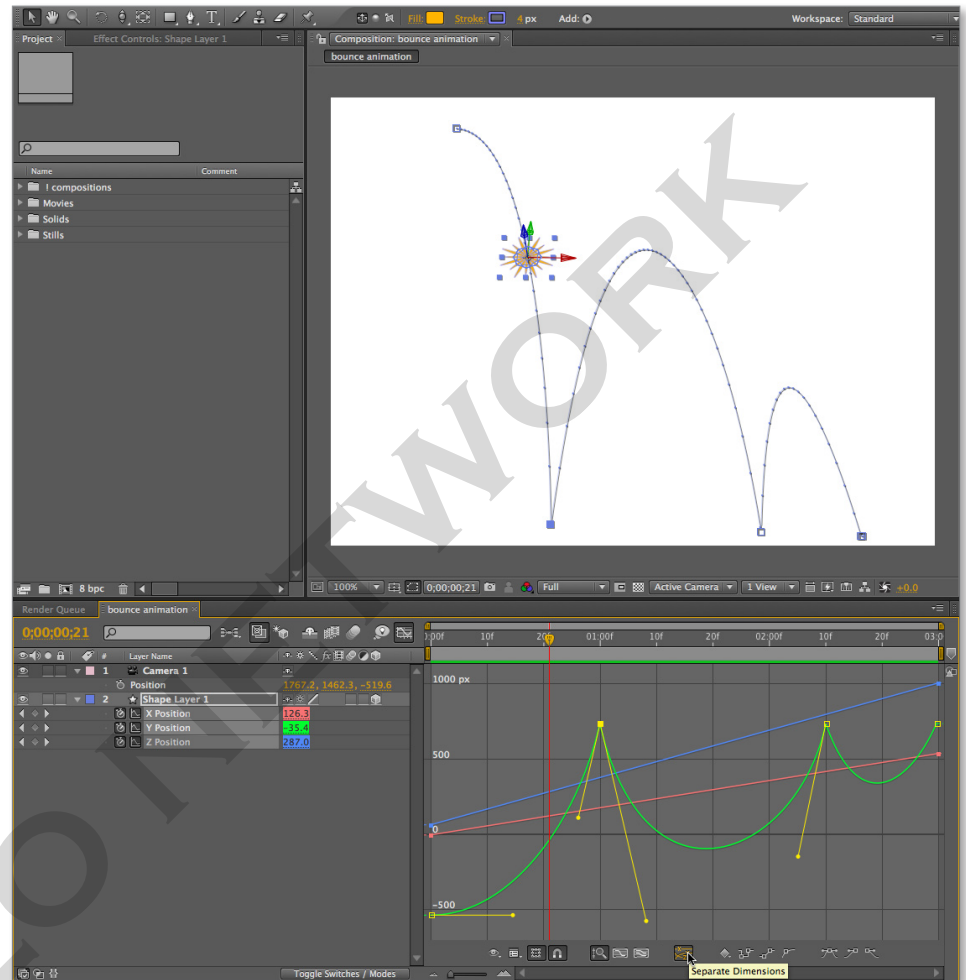 Fill: Stroke: 4 px Add: Workspace: Standard
Project Effect Controls: Shape Layer 1 Composition: bounce animation
bounce animation
Name Comment
! compositions
Movies
Solids
Stills
8 bpc 100% 0;00;00;21 Full Active Camera 1 View +0.0
Render Queue bounce animation
0;00;00;21 10f 20 01:00f 10f 20f 02:00f 10f 20f 03:0
# Layer Name
1 Camera 1
Position 1767.2, 1462.3, -519.6
2 Shape Layer 1
X Position 126.3
Y Position -35.4
Z Position 287.0
1000 px
500
0
-500
Toggle Switches / Modes
Separate Dimensions
NETWORK